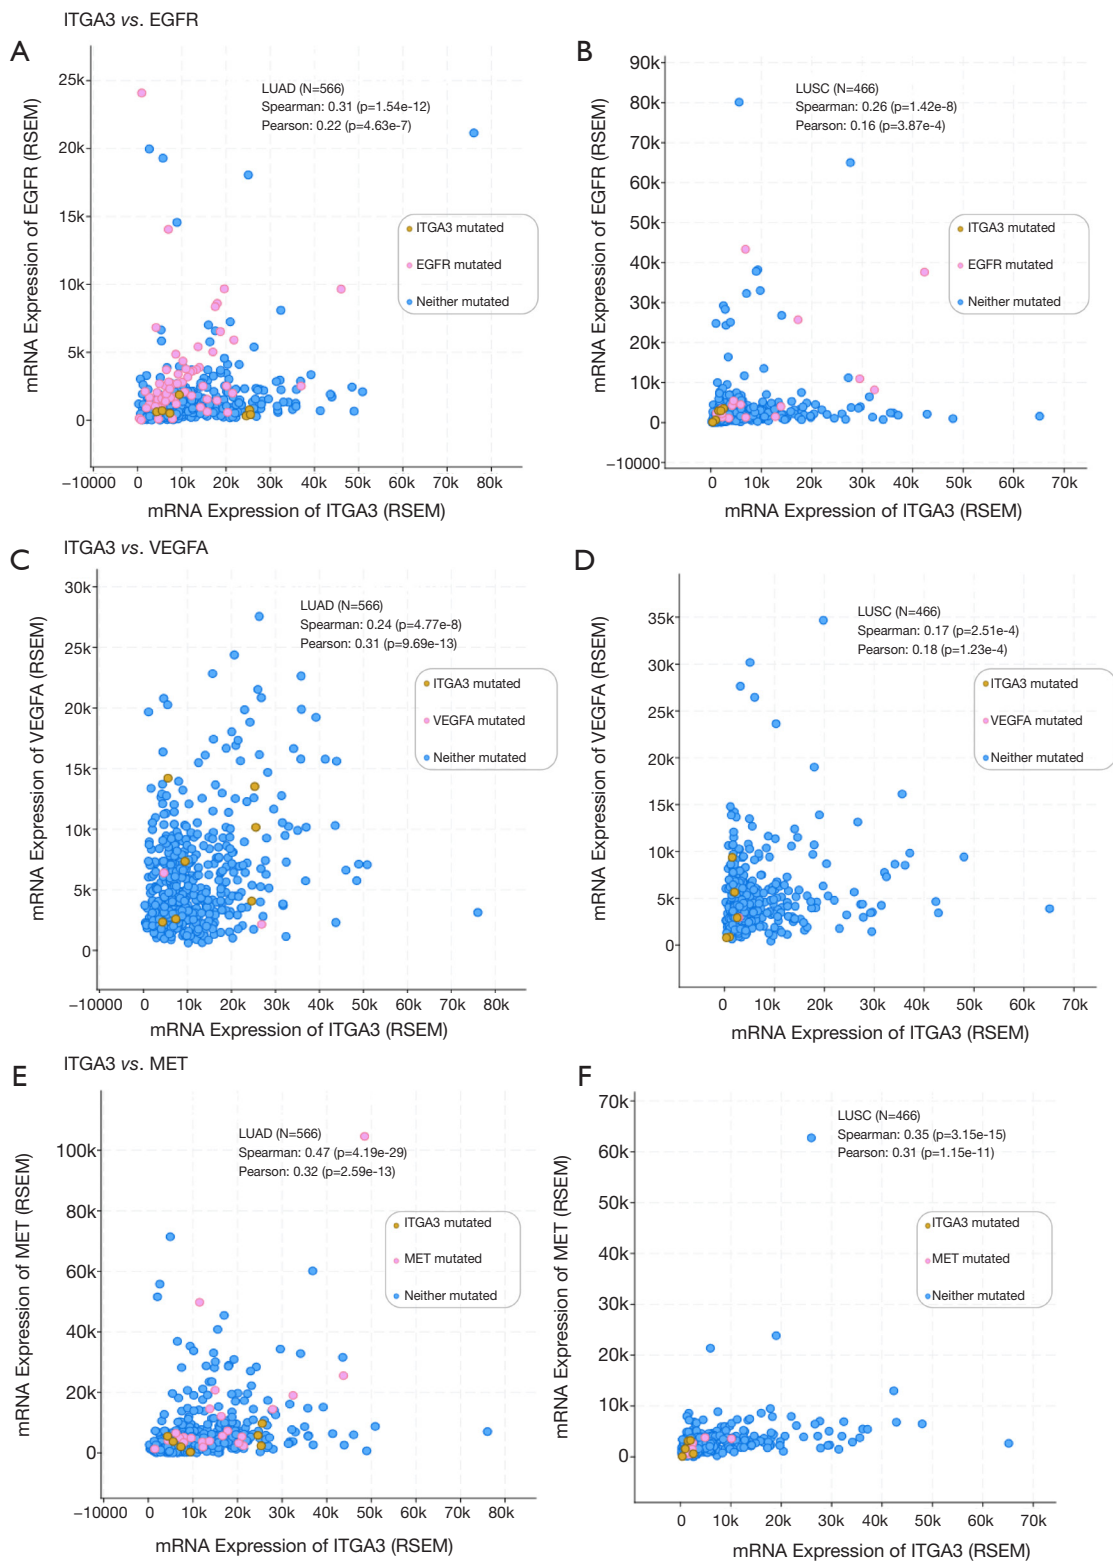 ITGA3 vs. EGFR
A
mRNA Expression of EGFR (RSEM)
25k
20k
15k
10k
5k
0
LUAD (N=566)
Spearman: 0.31 (p=1.54e-12)
Pearson: 0.22 (p=4.63e-7)
ITGA3 mutated
EGFR mutated
Neither mutated
−10000 0 10k 20k 30k 40k 50k 60k 70k 80k
mRNA Expression of ITGA3 (RSEM)
B
mRNA Expression of EGFR (RSEM)
90k
80k
70k
60k
50k
40k
30k
20k
10k
0
−10000
LUSC (N=466)
Spearman: 0.26 (p=1.42e-8)
Pearson: 0.16 (p=3.87e-4)
ITGA3 mutated
EGFR mutated
Neither mutated
0 10k 20k 30k 40k 50k 60k 70k
mRNA Expression of ITGA3 (RSEM)
ITGA3 vs. VEGFA
C
mRNA Expression of VEGFA (RSEM)
30k
25k
20k
15k
10k
5k
0
LUAD (N=566)
Spearman: 0.24 (p=4.77e-8)
Pearson: 0.31 (p=9.69e-13)
ITGA3 mutated
VEGFA mutated
Neither mutated
−10000 0 10k 20k 30k 40k 50k 60k 70k 80k
mRNA Expression of ITGA3 (RSEM)
D
mRNA Expression of VEGFA (RSEM)
35k
30k
25k
20k
15k
10k
5k
0
LUSC (N=466)
Spearman: 0.17 (p=2.51e-4)
Pearson: 0.18 (p=1.23e-4)
ITGA3 mutated
VEGFA mutated
Neither mutated
0 10k 20k 30k 40k 50k 60k 70k
mRNA Expression of ITGA3 (RSEM)
ITGA3 vs. MET
E
mRNA Expression of MET (RSEM)
100k
80k
60k
40k
20k
0
LUAD (N=566)
Spearman: 0.47 (p=4.19e-29)
Pearson: 0.32 (p=2.59e-13)
ITGA3 mutated
MET mutated
Neither mutated
−10000 0 10k 20k 30k 40k 50k 60k 70k 80k
mRNA Expression of ITGA3 (RSEM)
F
mRNA Expression of MET (RSEM)
70k
60k
50k
40k
30k
20k
10k
0
LUSC (N=466)
Spearman: 0.35 (p=3.15e-15)
Pearson: 0.31 (p=1.15e-11)
ITGA3 mutated
MET mutated
Neither mutated
0 10k 20k 30k 40k 50k 60k 70k
mRNA Expression of ITGA3 (RSEM)